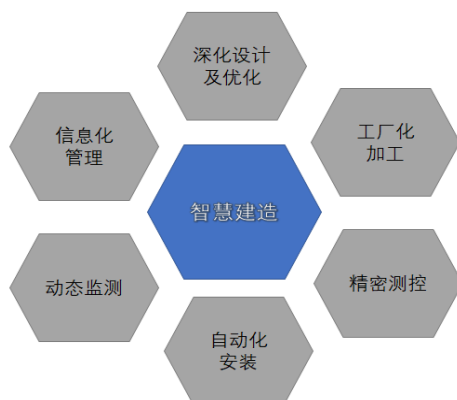 深化设计
及优化
信息化
管理
工厂化
加工
智慧建造
动态监测
精密测控
自动化
安装